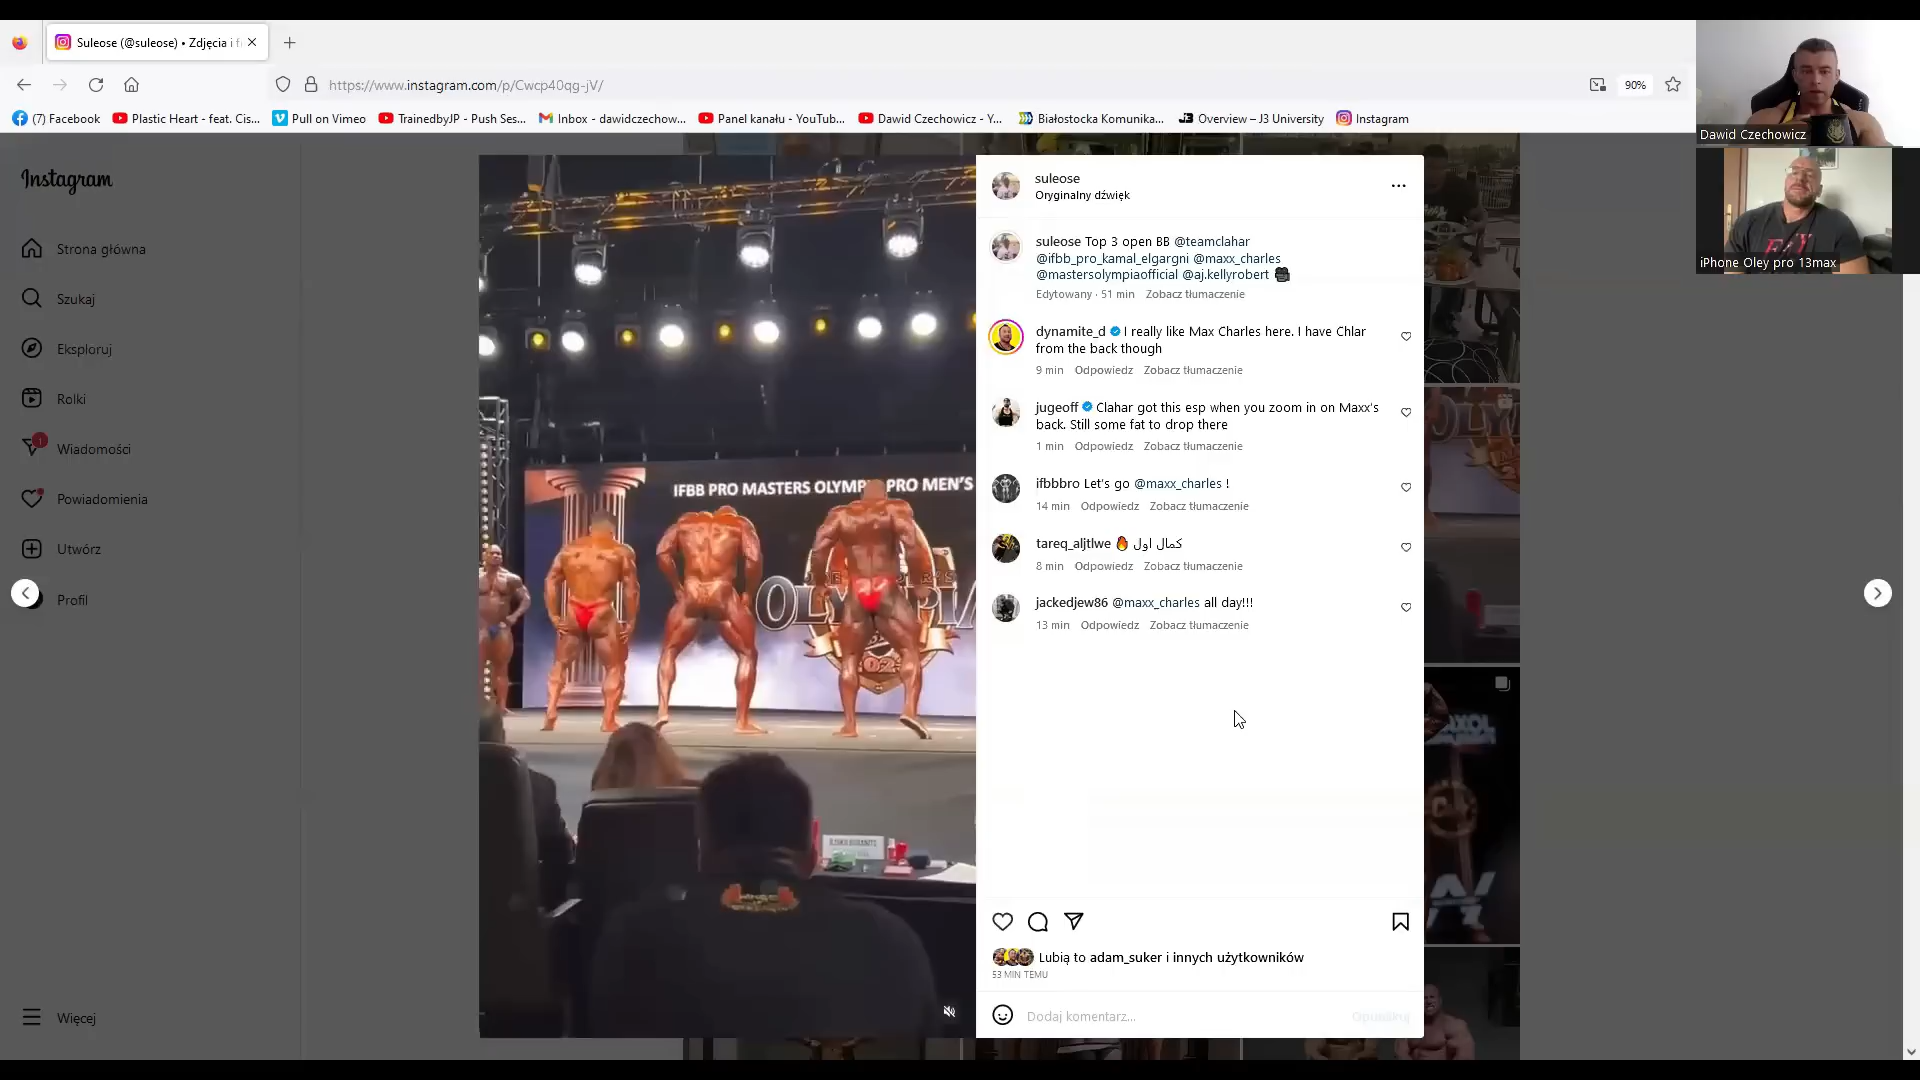 Suleose (@suleose) • Zdjęcia i f
https://www.instagram.com/p/Cwcp40qg-jV/
90%
(7) Facebook
Plastic Heart - feat. Cis...
Pull on Vimeo
TrainedbyJP - Push Ses...
Inbox - dawidczechow...
Panel kanału - YouTub...
Dawid Czechowicz - Y...
Białostocka Komunika...
Overview – J3 University
Instagram
Dawid Czechowicz
iPhone Oley pro 13max
Instagram
Strona główna
Szukaj
Eksploruj
Rolki
1
Wiadomości
Powiadomienia
Utwórz
Profil
Więcej
IFBB PRO MASTERS OLYMPIA PRO MEN'S
OLYMPIA
suleose
Oryginalny dźwięk
suleose Top 3 open BB @teamclahar
@ifbb_pro_kamal_elgargni @maxx_charles
@mastersolympiaofficial @aj.kellyrobert
Edytowany · 51 min Zobacz tłumaczenie
dynamite_d I really like Max Charles here. I have Chlar
from the back though
9 min Odpowiedz Zobacz tłumaczenie
jugeoff Clahar got this esp when you zoom in on Maxx's
back. Still some fat to drop there
1 min Odpowiedz Zobacz tłumaczenie
ifbbbro Let's go @maxx_charles !
14 min Odpowiedz Zobacz tłumaczenie
tareq_aljtlwe 🔥 كمال اول
8 min Odpowiedz Zobacz tłumaczenie
jackedjew86 @maxx_charles all day!!!
13 min Odpowiedz Zobacz tłumaczenie
Lubią to adam_suker i innych użytkowników
53 MIN TEMU
Dodaj komentarz...
Opublikuj